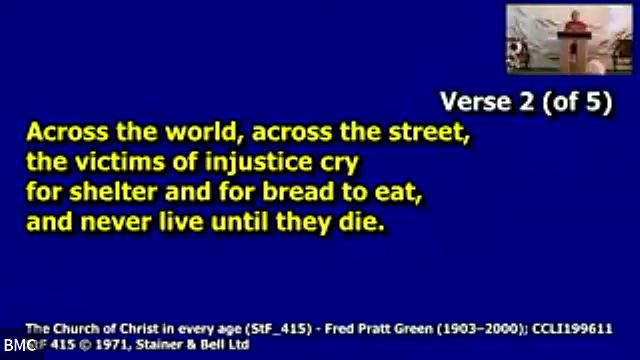 Verse 2 (of 5)
Across the world, across the street,
the victims of injustice cry
for shelter and for bread to eat,
and never live until they die.
The Church of Christ in every age (StF_415) - Fred Pratt Green (1903–2000); CCLI199611
StF 415 © 1971, Stainer & Bell Ltd
BMC